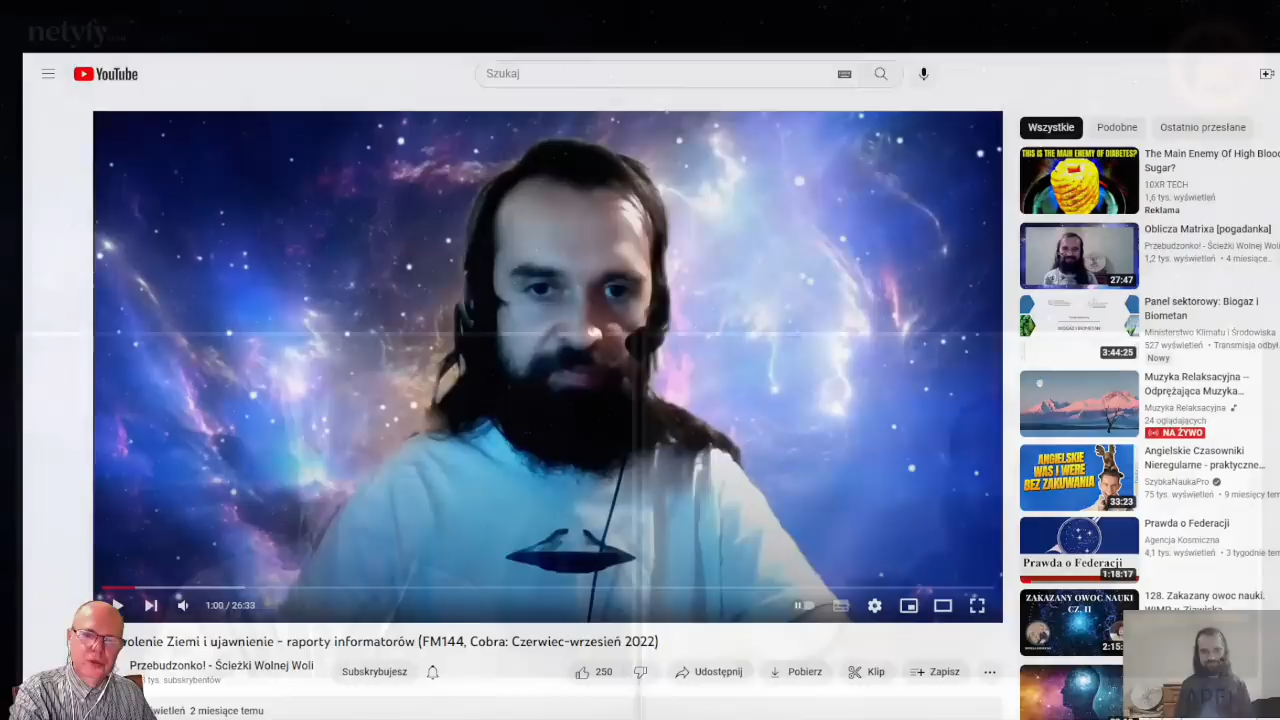 netyfy
YouTube
Szukaj
Wszystkie
Podobne
Ostatnio przesłane
THIS IS THE MAIN ENEMY OF DIABETES?
The Main Enemy Of High Blood
Sugar?
10XR TECH
1,6 tys. wyświetleń
Reklama
Oblicza Matrixa [pogadanka]
Przebudzonko! - Ścieżki Wolnej Woli
1,2 tys. wyświetleń • 4 miesiące...
27:47
Panel sektorowy: Biogaz i
Biometan
Ministerstwo Klimatu i Środowiska
527 wyświetleń • Transmisja odbył
Nowy
BIOGAZ I BIOMETAN
3:44:25
Muzyka Relaksacyjna –
Odprężająca Muzyka...
Muzyka Relaksacyjna
24 oglądających
NA ŻYWO
ANGIELSKIE
WAS I WERE
BEZ ZAKUWANIA
33:23
Angielskie Czasowniki
Nieregularne - praktyczne...
SzybkaNaukaPro
75 tys. wyświetleń • 9 miesięcy tem
Prawda o Federacji
1:18:17
Prawda o Federacji
Agencja Kosmiczna
4,1 tys. wyświetleń • 3 tygodnie tem
ZAKAZANY OWOC NAUKI
CZ. II
2:15:
128. Zakazany owoc nauki.
1:00 / 26:33
olenie Ziemi i ujawnienie - raporty informatorów (FM144, Cobra: Czerwiec-wrzesień 2022)
Przebudzonko! - Ścieżki Wolnej Woli
tys. subskrybentów
Subskrybujesz
250
Udostępnij
Pobierz
Klip
Zapisz
wietleń 2 miesiące temu